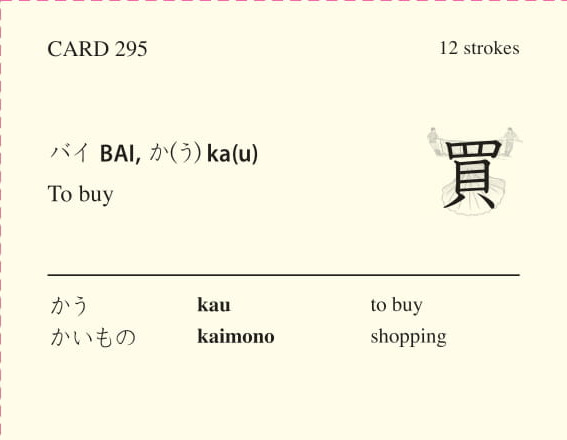 CARD 295 12 strokes
バイ BAI, か(う) ka(u)
To buy
買
かう kau to buy
かいもの kaimono shopping